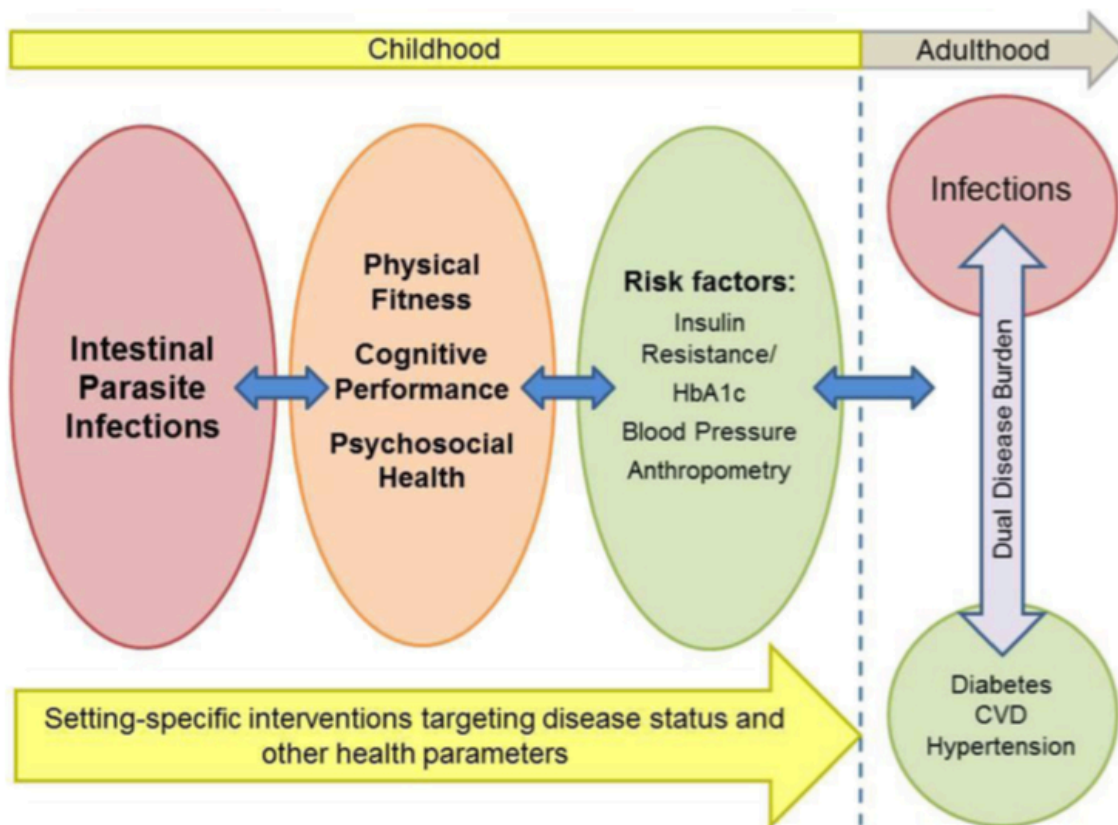 Childhood
Adulthood
Intestinal
Parasite
Infections
Physical
Fitness
Cognitive
Performance
Psychosocial
Health
Risk factors:
Insulin
Resistance/
HbA1c
Blood Pressure
Anthropometry
Infections
Dual Disease Burden
Diabetes
CVD
Hypertension
Setting-specific interventions targeting disease status and
other health parameters